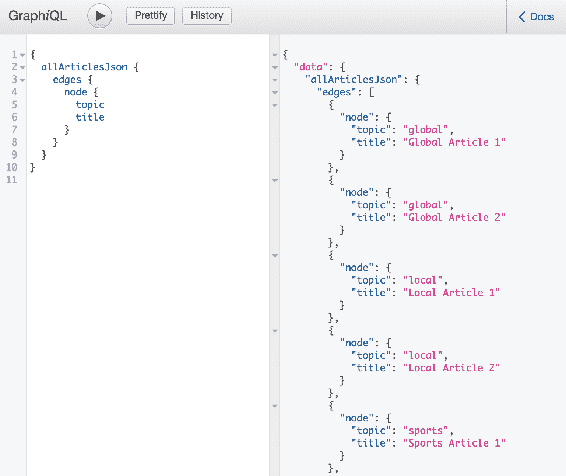 GraphiQL
Prettify
History
Docs
1 {
2 allArticlesJson {
3 edges {
4 node {
5 topic
6 title
7 }
8 }
9 }
10 }
11
{
"data": {
"allArticlesJson": {
"edges": [
{
"node": {
"topic": "global",
"title": "Global Article 1"
}
},
{
"node": {
"topic": "global",
"title": "Global Article 2"
}
},
{
"node": {
"topic": "local",
"title": "Local Article 1"
}
},
{
"node": {
"topic": "local",
"title": "Local Article 2"
}
},
{
"node": {
"topic": "sports",
"title": "Sports Article 1"
}
},